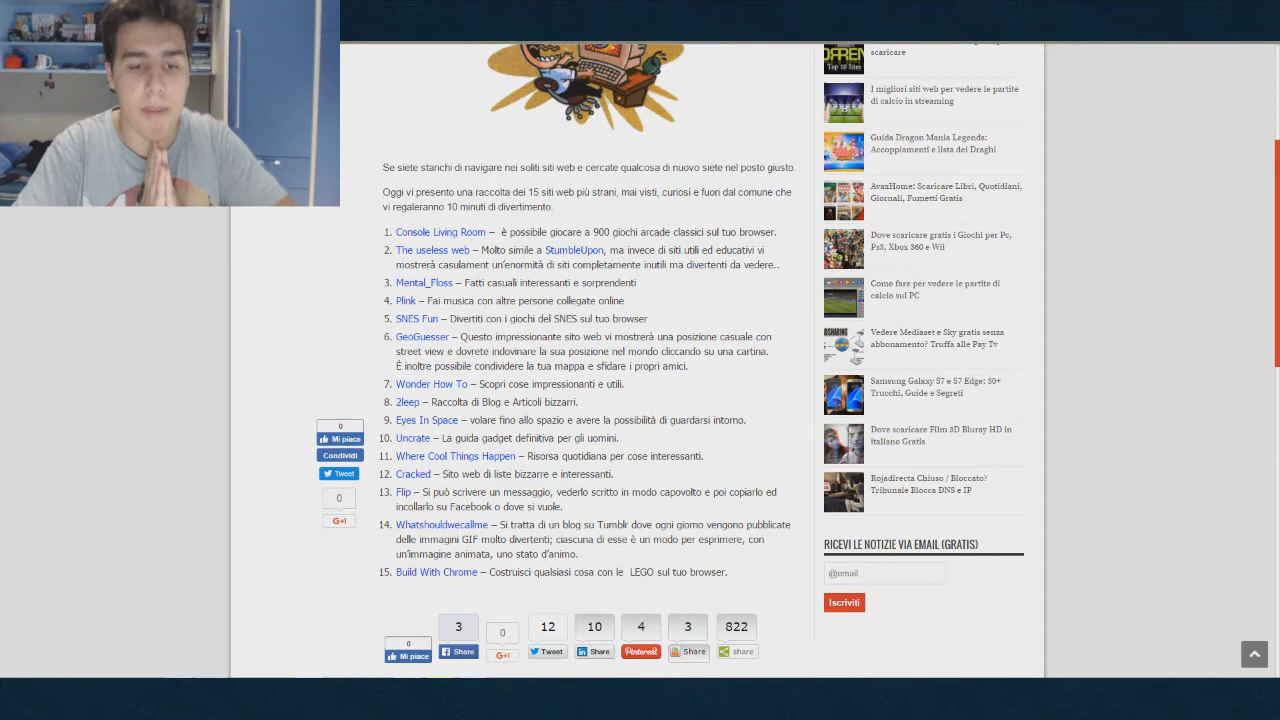 Se siete stanchi di navigare nei soliti siti web e cercate qualcosa di nuovo siete nel posto giusto.
Oggi vi presento una raccolta dei 15 siti web più strani, mai visti, curiosi e fuori dal comune che
vi regaleranno 10 minuti di divertimento.
1. Console Living Room – è possibile giocare a 900 giochi arcade classici sul tuo browser.
2. The useless web – Molto simile a StumbleUpon, ma invece di siti utili ed educativi vi
mostrerà casulament un'enormità di siti completamente inutili ma divertenti da vedere..
3. Mental_Floss – Fatti casuali interessanti e sorprendenti
4. Plink – Fai musica con altre persone collegate online
5. SNES Fun – Divertiti con i giochi del SNES sul tuo browser
6. GeoGuesser – Questo impressionante sito web vi mostrerà una posizione casuale con
street view e dovrete indovinare la sua posizione nel mondo cliccando su una cartina.
È inoltre possibile condividere la tua mappa e sfidare i propri amici.
7. Wonder How To – Scopri cose impressionanti e utili.
8. 2leep – Raccolta di Blog e Articoli bizzarri.
9. Eyes In Space – volare fino allo spazio e avere la possibilità di guardarsi intorno.
10. Uncrate – La guida gadget definitiva per gli uomini.
11. Where Cool Things Happen – Risorsa quotidiana per cose interessanti.
12. Cracked – Sito web di liste bizzarre e interessanti.
13. Flip – Si può scrivere un messaggio, vederlo scritto in modo capovolto e poi copiarlo ed
incollarlo su Facebook o dove si vuole.
14. Whatshouldwecallme – Si tratta di un blog su Tumblr dove ogni giorno vengono pubblicate
delle immagini GIF molto divertenti; ciascuna di esse è un modo per esprimere, con
un'immagine animata, uno stato d'animo.
15. Build With Chrome – Costruisci qualsiasi cosa con le LEGO sul tuo browser.
0
Mi piace
Condividi
Tweet
0
G+1
0 3 0 12 10 4 3 822
Mi piace Share G+1 Tweet Share Pinterest Share share
scaricare
Top 10 Sites
I migliori siti web per vedere le partite
di calcio in streaming
Guida Dragon Mania Legends:
Accoppiamenti e lista dei Draghi
AvaxHome: Scaricare Libri, Quotidiani,
Giornali, Fumetti Gratis
Dove scaricare gratis i Giochi per Pc,
Ps3, Xbox 360 e Wii
Come fare per vedere le partite di
calcio sul PC
Vedere Mediaset e Sky gratis senza
abbonamento? Truffa alle Pay Tv
Samsung Galaxy S7 e S7 Edge: 30+
Trucchi, Guide e Segreti
Dove scaricare Film 3D Bluray HD in
italiano Gratis
Rojadirecta Chiuso / Bloccato?
Tribunale Blocca DNS e IP
RICEVI LE NOTIZIE VIA EMAIL (GRATIS)
@email
Iscriviti